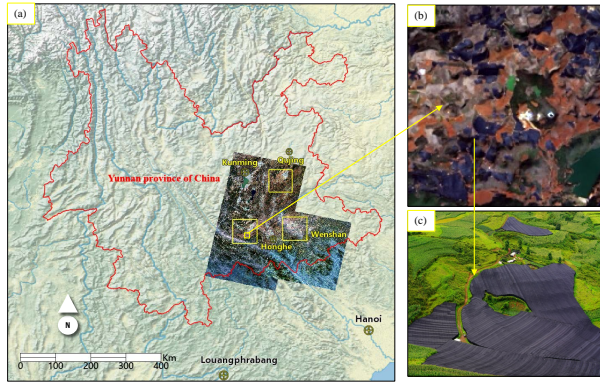 (a)
Kunming
Qujing
Yunnan province of China
Honghe
Wenshan
N
Hanoi
0 100 200 300 400 Km
Louangphrabang
(b)
(c)